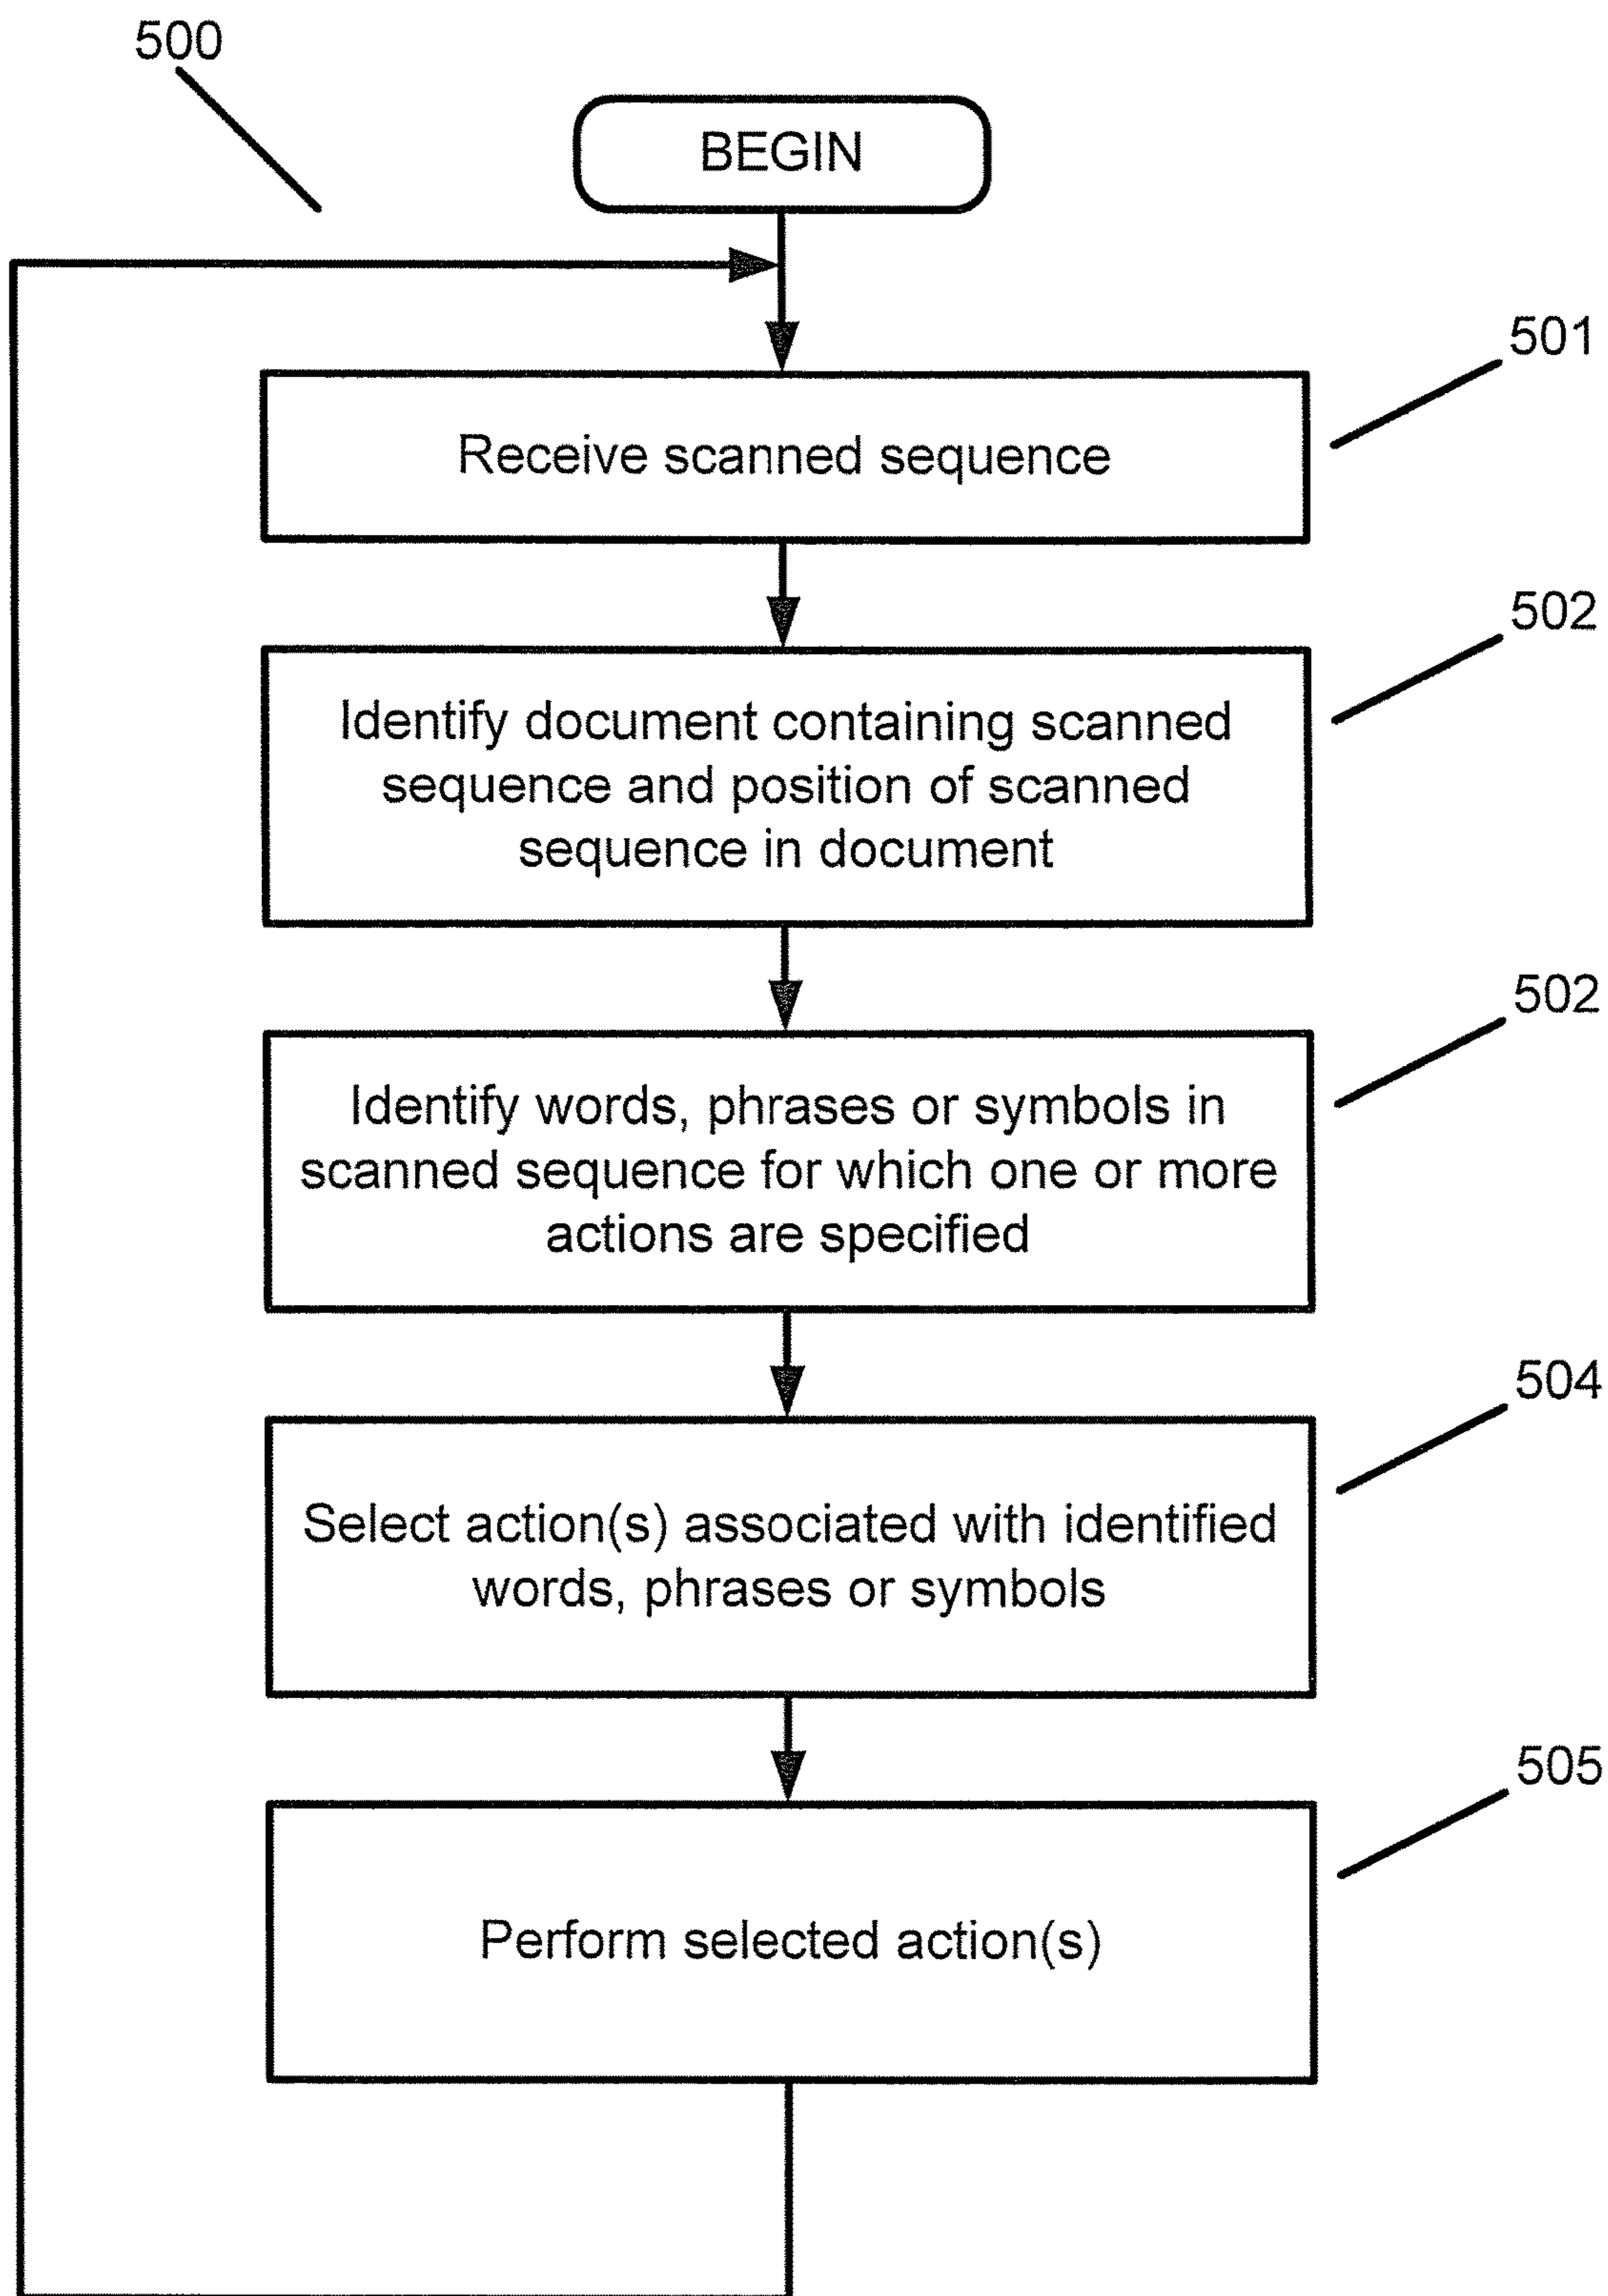 500
BEGIN
501
Receive scanned sequence
502
Identify document containing scanned
sequence and position of scanned
sequence in document
502
Identify words, phrases or symbols in
scanned sequence for which one or more
actions are specified
504
Select action(s) associated with identified
words, phrases or symbols
505
Perform selected action(s)